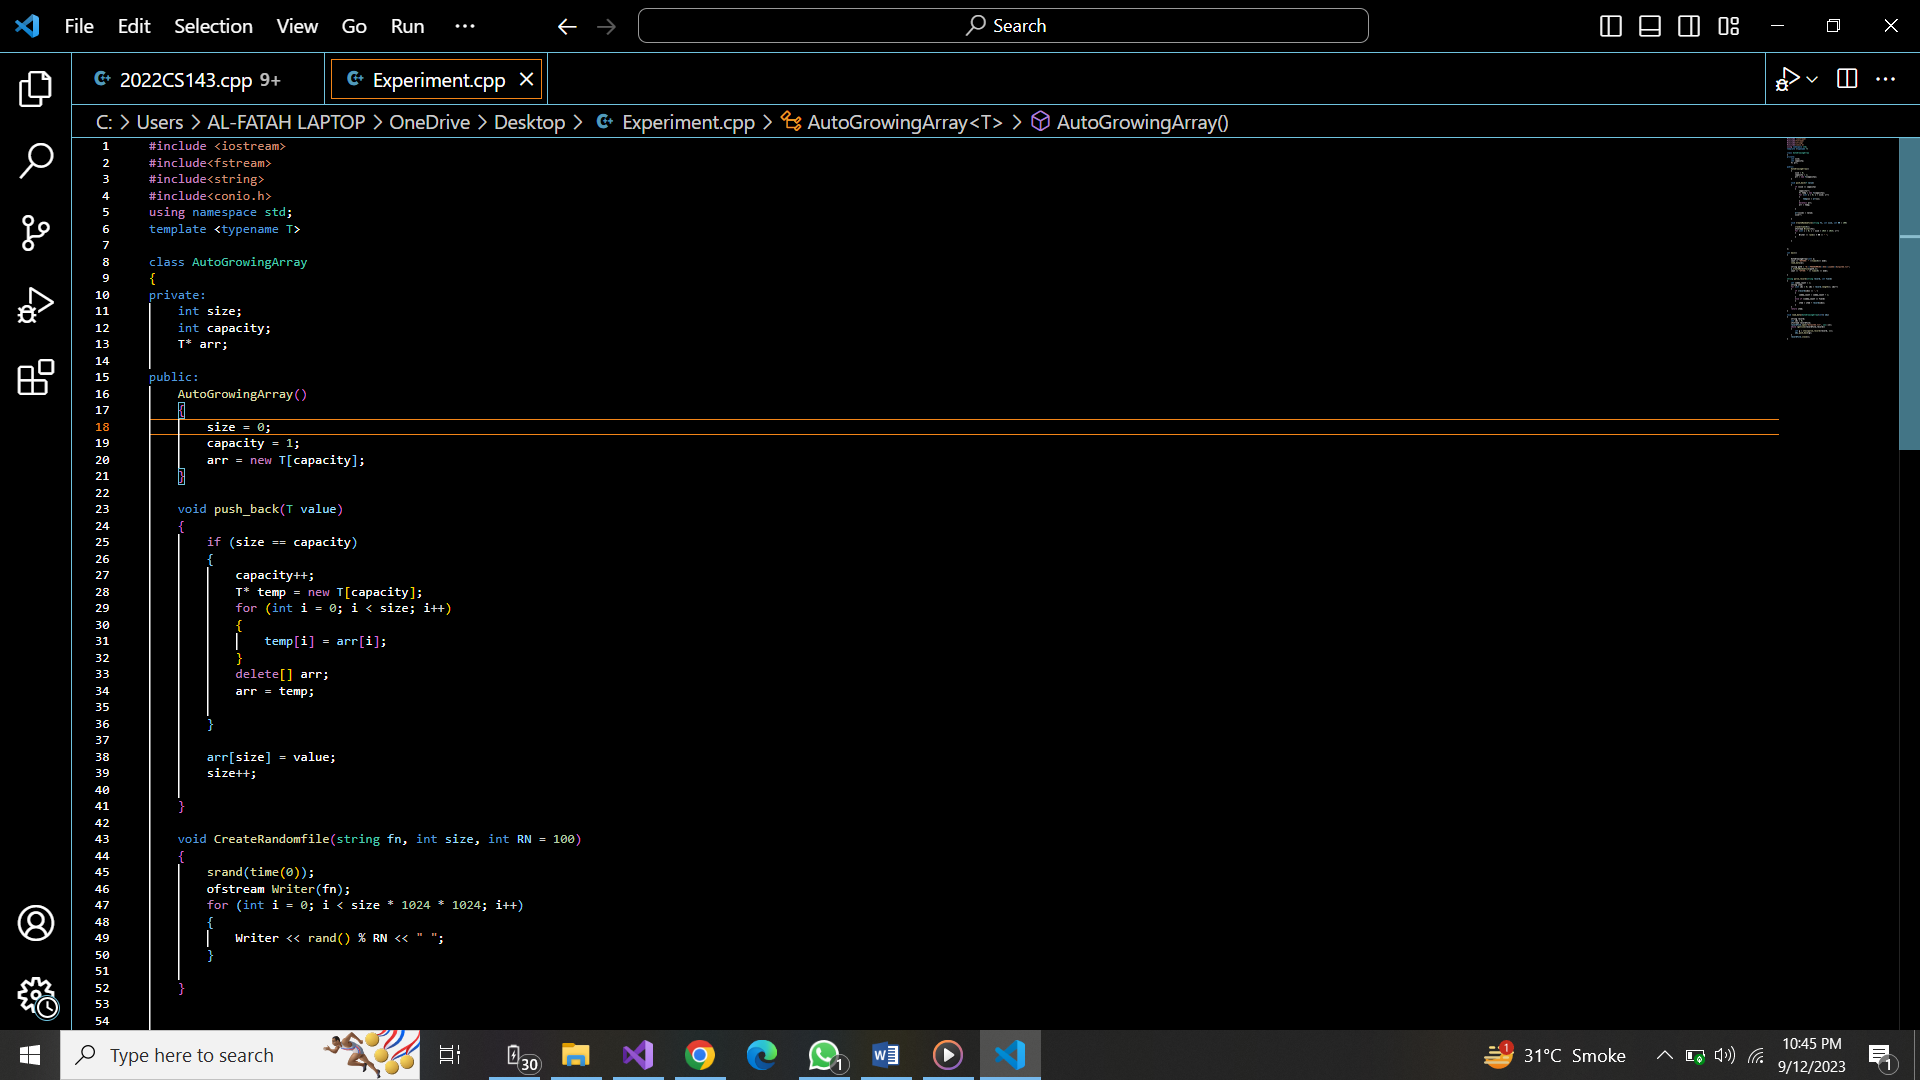 File Edit Selection View Go Run ··· Search
2022CS143.cpp 9+ Experiment.cpp
C: > Users > AL-FATAH LAPTOP > OneDrive > Desktop > Experiment.cpp > AutoGrowingArray<T> > AutoGrowingArray()
1 #include <iostream>
2 #include<fstream>
3 #include<string>
4 #include<conio.h>
5 using namespace std;
6 template <typename T>
7
8 class AutoGrowingArray
9 {
10 private:
11 int size;
12 int capacity;
13 T* arr;
14
15 public:
16 AutoGrowingArray()
17 {
18 size = 0;
19 capacity = 1;
20 arr = new T[capacity];
21 }
22
23 void push_back(T value)
24 {
25 if (size == capacity)
26 {
27 capacity++;
28 T* temp = new T[capacity];
29 for (int i = 0; i < size; i++)
30 {
31 temp[i] = arr[i];
32 }
33 delete[] arr;
34 arr = temp;
35
36 }
37
38 arr[size] = value;
39 size++;
40
41 }
42
43 void CreateRandomfile(string fn, int size, int RN = 100)
44 {
45 srand(time(0));
46 ofstream Writer(fn);
47 for (int i = 0; i < size * 1024 * 1024; i++)
48 {
49 Writer << rand() % RN << " ";
50 }
51
52 }
53
54
Type here to search 30 1 1 31°C Smoke 10:45 PM 1
9/12/2023